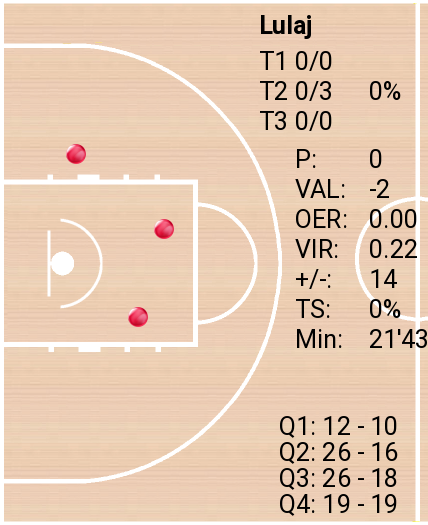 Lulaj
T1 0/0
T2 0/3 0%
T3 0/0
P: 0
VAL: -2
OER: 0.00
VIR: 0.22
+/-: 14
TS: 0%
Min: 21'43
Q1: 12 - 10
Q2: 26 - 16
Q3: 26 - 18
Q4: 19 - 19